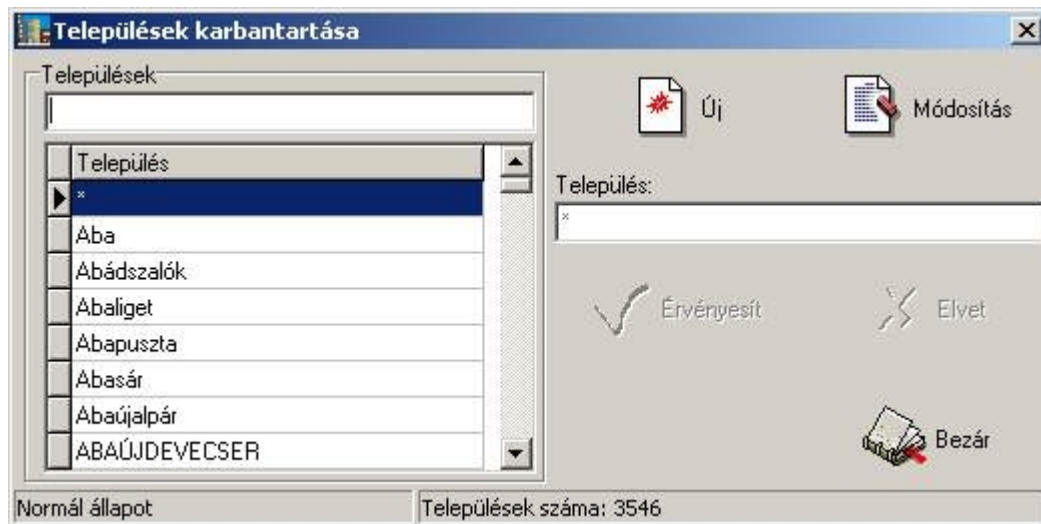 Települések karbantartása
Települések
Település
*
Aba
Abádszalók
Abaliget
Abapuszta
Abasár
Abaújalpár
ABAÚJDEVECSER
Új
Módosítás
Település:
*
Érvényesít
Elvet
Bezár
Normál állapot
Települések száma: 3546